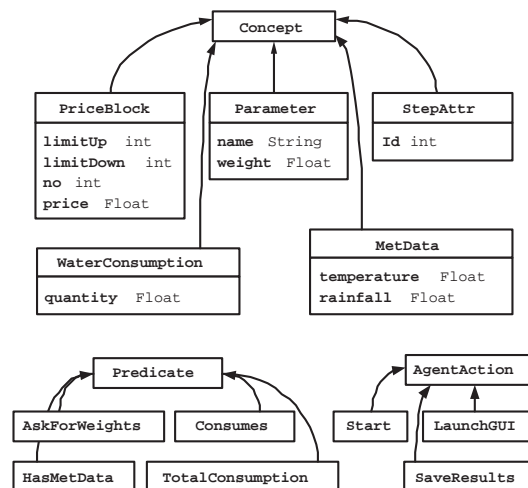 Concept
PriceBlock
limitUp int
limitDown int
no int
price Float
Parameter
name String
weight Float
StepAttr
Id int
WaterConsumption
quantity Float
MetData
temperature Float
rainfall Float
Predicate
AskForWeights
Consumes
HasMetData
TotalConsumption
AgentAction
Start
LaunchGUI
SaveResults